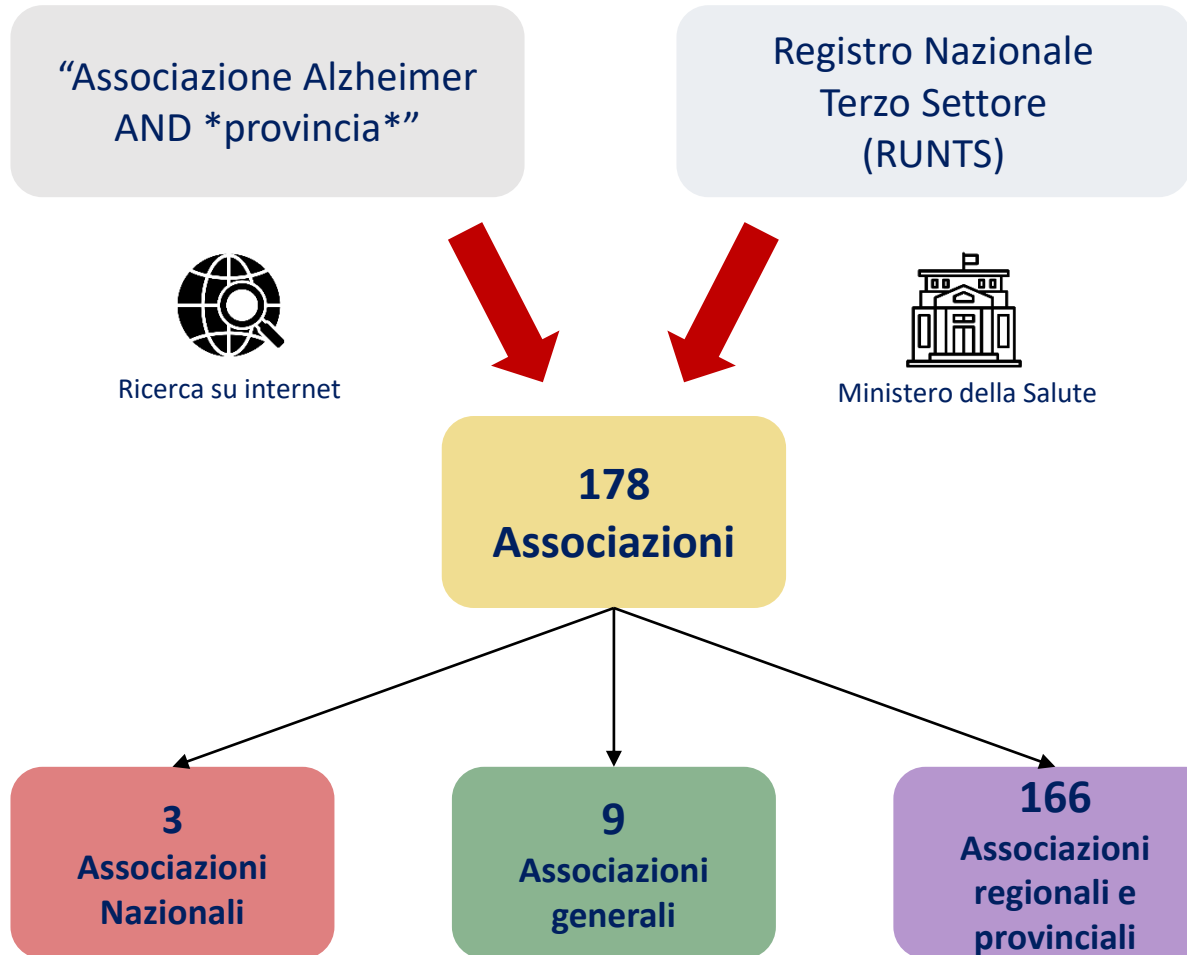 “Associazione Alzheimer
AND *provincia*”
Registro Nazionale
Terzo Settore
(RUNTS)
Ricerca su internet
Ministero della Salute
178
Associazioni
3
Associazioni
Nazionali
9
Associazioni
generali
166
Associazioni
regionali e
provinciali